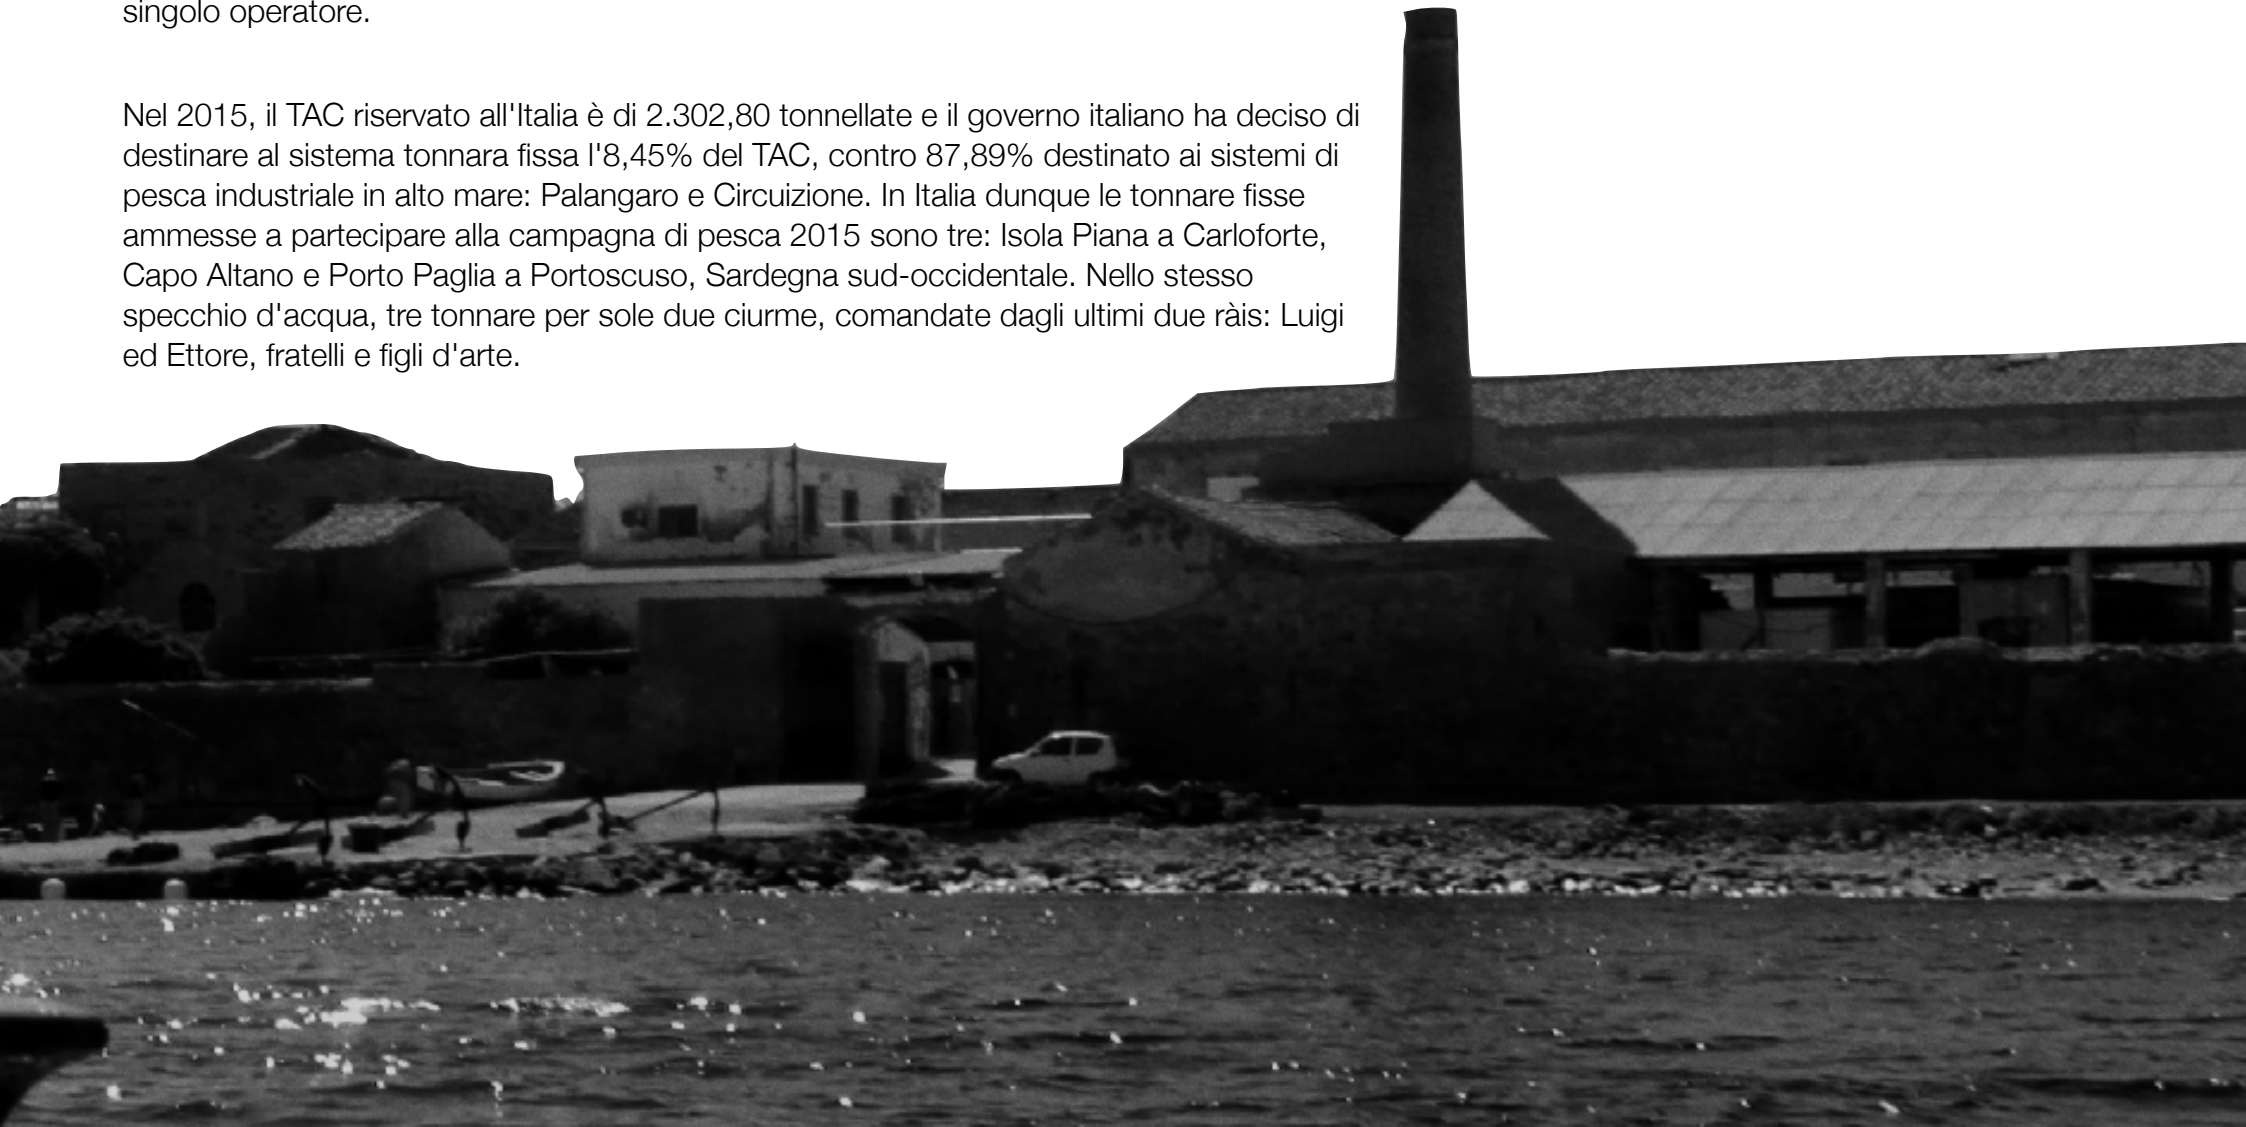 singolo operatore.
Nel 2015, il TAC riservato all'Italia è di 2.302,80 tonnellate e il governo italiano ha deciso di
destinare al sistema tonnara fissa l'8,45% del TAC, contro 87,89% destinato ai sistemi di
pesca industriale in alto mare: Palangaro e Circuizione. In Italia dunque le tonnare fisse
ammesse a partecipare alla campagna di pesca 2015 sono tre: Isola Piana a Carloforte,
Capo Altano e Porto Paglia a Portoscuso, Sardegna sud-occidentale. Nello stesso
specchio d'acqua, tre tonnare per sole due ciurme, comandate dagli ultimi due ràis: Luigi
ed Ettore, fratelli e figli d'arte.